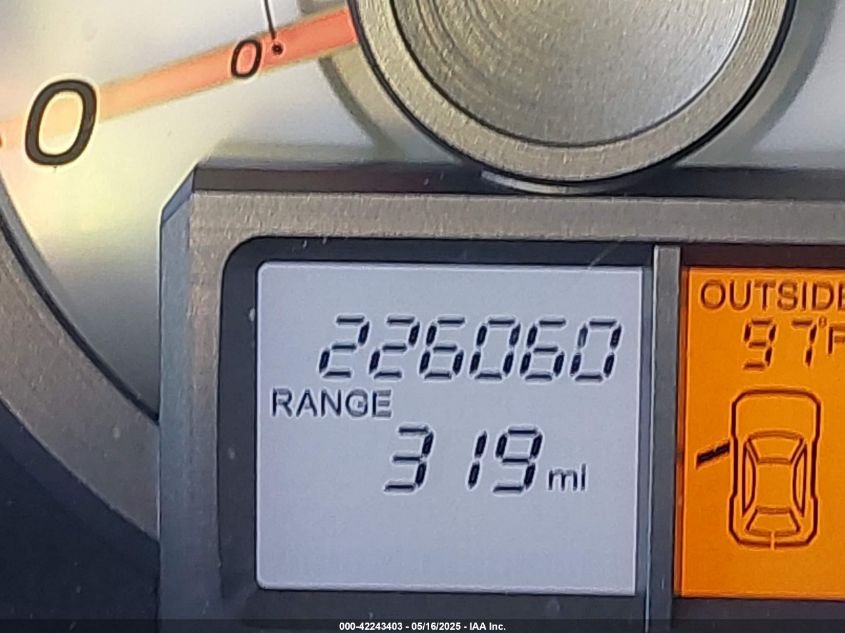 0
0
226060
RANGE
319 mi
OUTSIDE
97°F
000-42243403 - 05/16/2025 - IAA Inc.